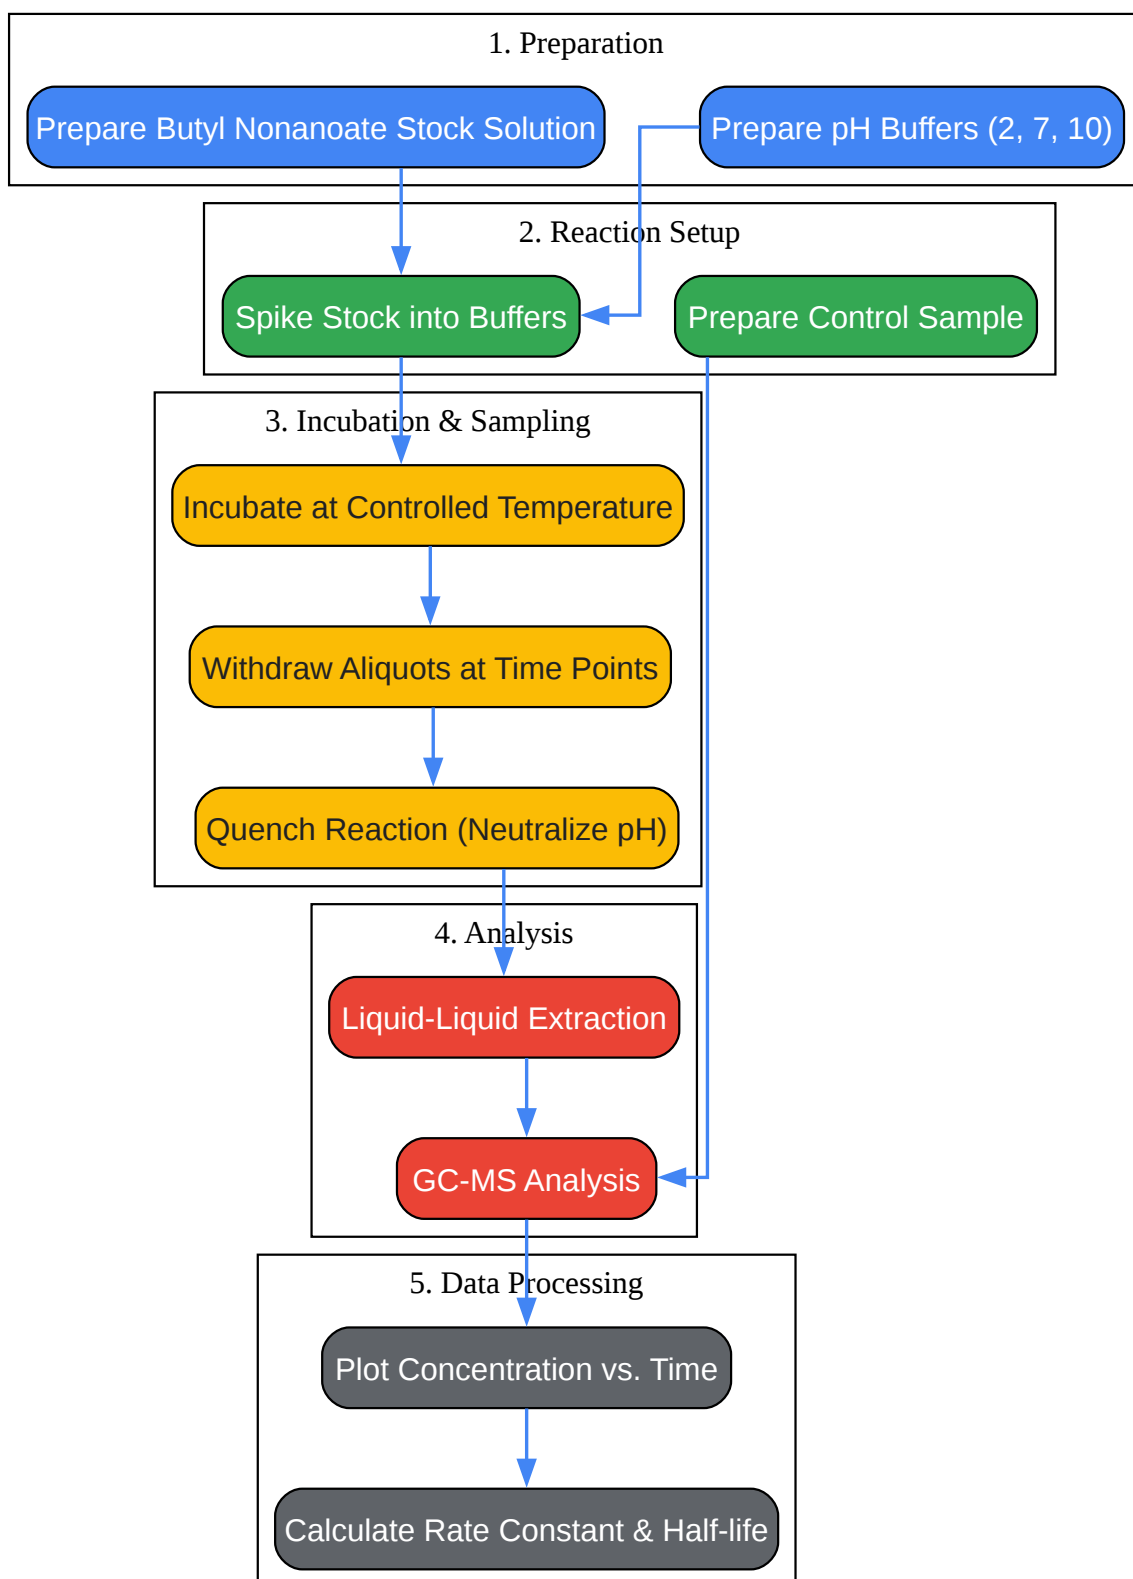 1. Preparation
Prepare Butyl Nonanoate Stock Solution
Prepare pH Buffers (2, 7, 10)
2. Reaction Setup
Spike Stock into Buffers
Prepare Control Sample
3. Incubation & Sampling
Incubate at Controlled Temperature
Withdraw Aliquots at Time Points
Quench Reaction (Neutralize pH)
4. Analysis
Liquid-Liquid Extraction
GC-MS Analysis
5. Data Processing
Plot Concentration vs. Time
Calculate Rate Constant & Half-life